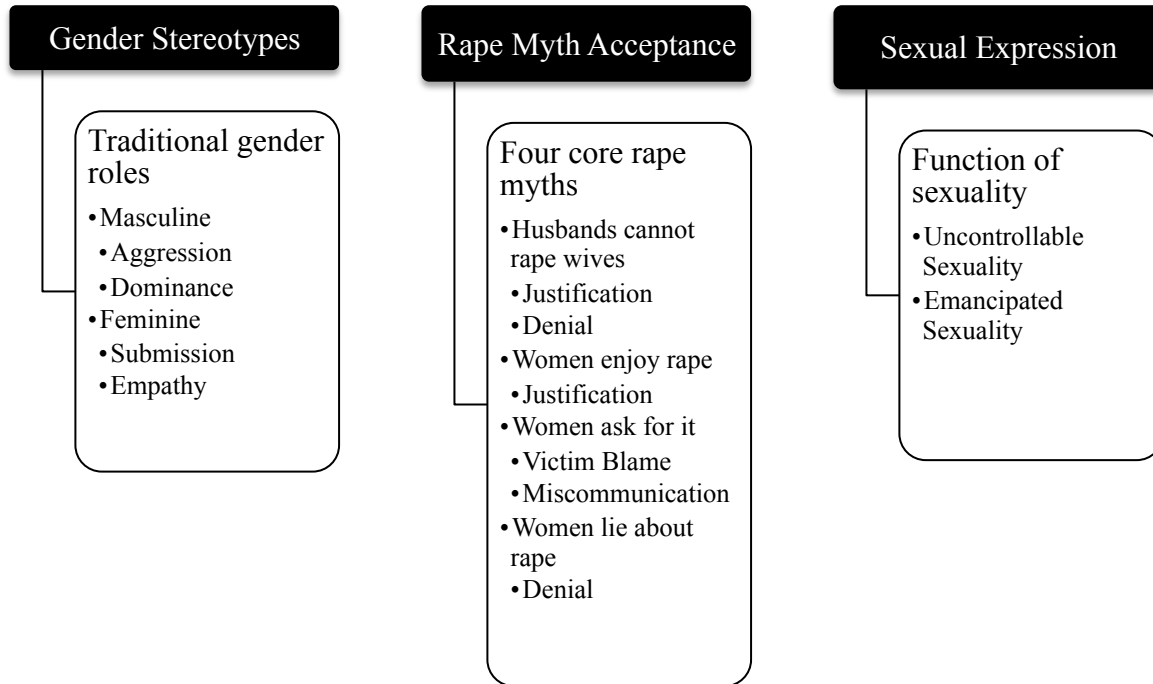 Gender Stereotypes
Traditional gender
roles
•Masculine
•Aggression
•Dominance
•Feminine
•Submission
•Empathy
Rape Myth Acceptance
Four core rape
myths
•Husbands cannot
rape wives
•Justification
•Denial
•Women enjoy rape
•Justification
•Women ask for it
•Victim Blame
•Miscommunication
•Women lie about
rape
•Denial
Sexual Expression
Function of
sexuality
•Uncontrollable
Sexuality
•Emancipated
Sexuality